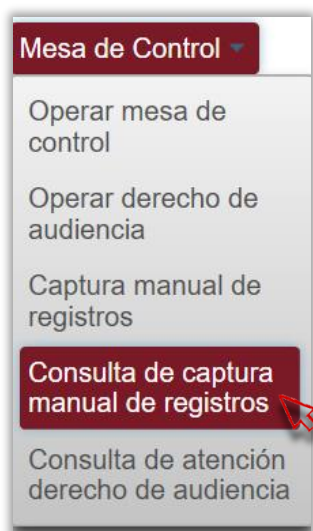 Mesa de Control
Operar mesa de
control
Operar derecho de
audiencia
Captura manual de
registros
Consulta de captura
manual de registros
Consulta de atención
derecho de audiencia